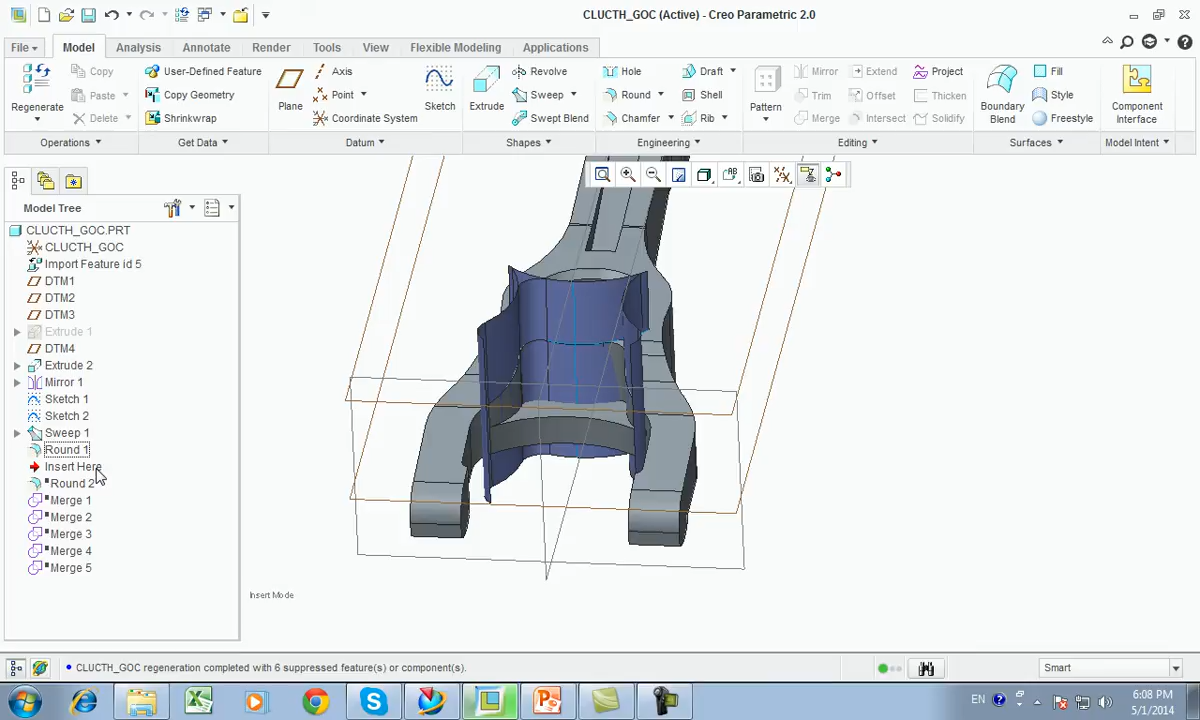 CLUCTH_GOC (Active) - Creo Parametric 2.0
File Model Analysis Annotate Render Tools View Flexible Modeling Applications
Regenerate
Copy
Paste
Delete
Operations
User-Defined Feature
Copy Geometry
Shrinkwrap
Get Data
Plane
Axis
Point
Coordinate System
Sketch
Datum
Extrude
Revolve
Sweep
Swept Blend
Shapes
Hole
Round
Chamfer
Draft
Shell
Rib
Engineering
Pattern
Mirror
Trim
Merge
Extend
Offset
Intersect
Project
Thicken
Solidify
Editing
Boundary
Blend
Fill
Style
Freestyle
Surfaces
Component
Interface
Model Intent
Model Tree
CLUCTH_GOC.PRT
CLUCTH_GOC
Import Feature id 5
DTM1
DTM2
DTM3
Extrude 1
DTM4
Extrude 2
Mirror 1
Sketch 1
Sketch 2
Sweep 1
Round 1
Insert Here
Round 2
Merge 1
Merge 2
Merge 3
Merge 4
Merge 5
Insert Mode
CLUCTH_GOC regeneration completed with 6 suppressed feature(s) or component(s).
Smart
EN
6:08 PM
5/1/2014